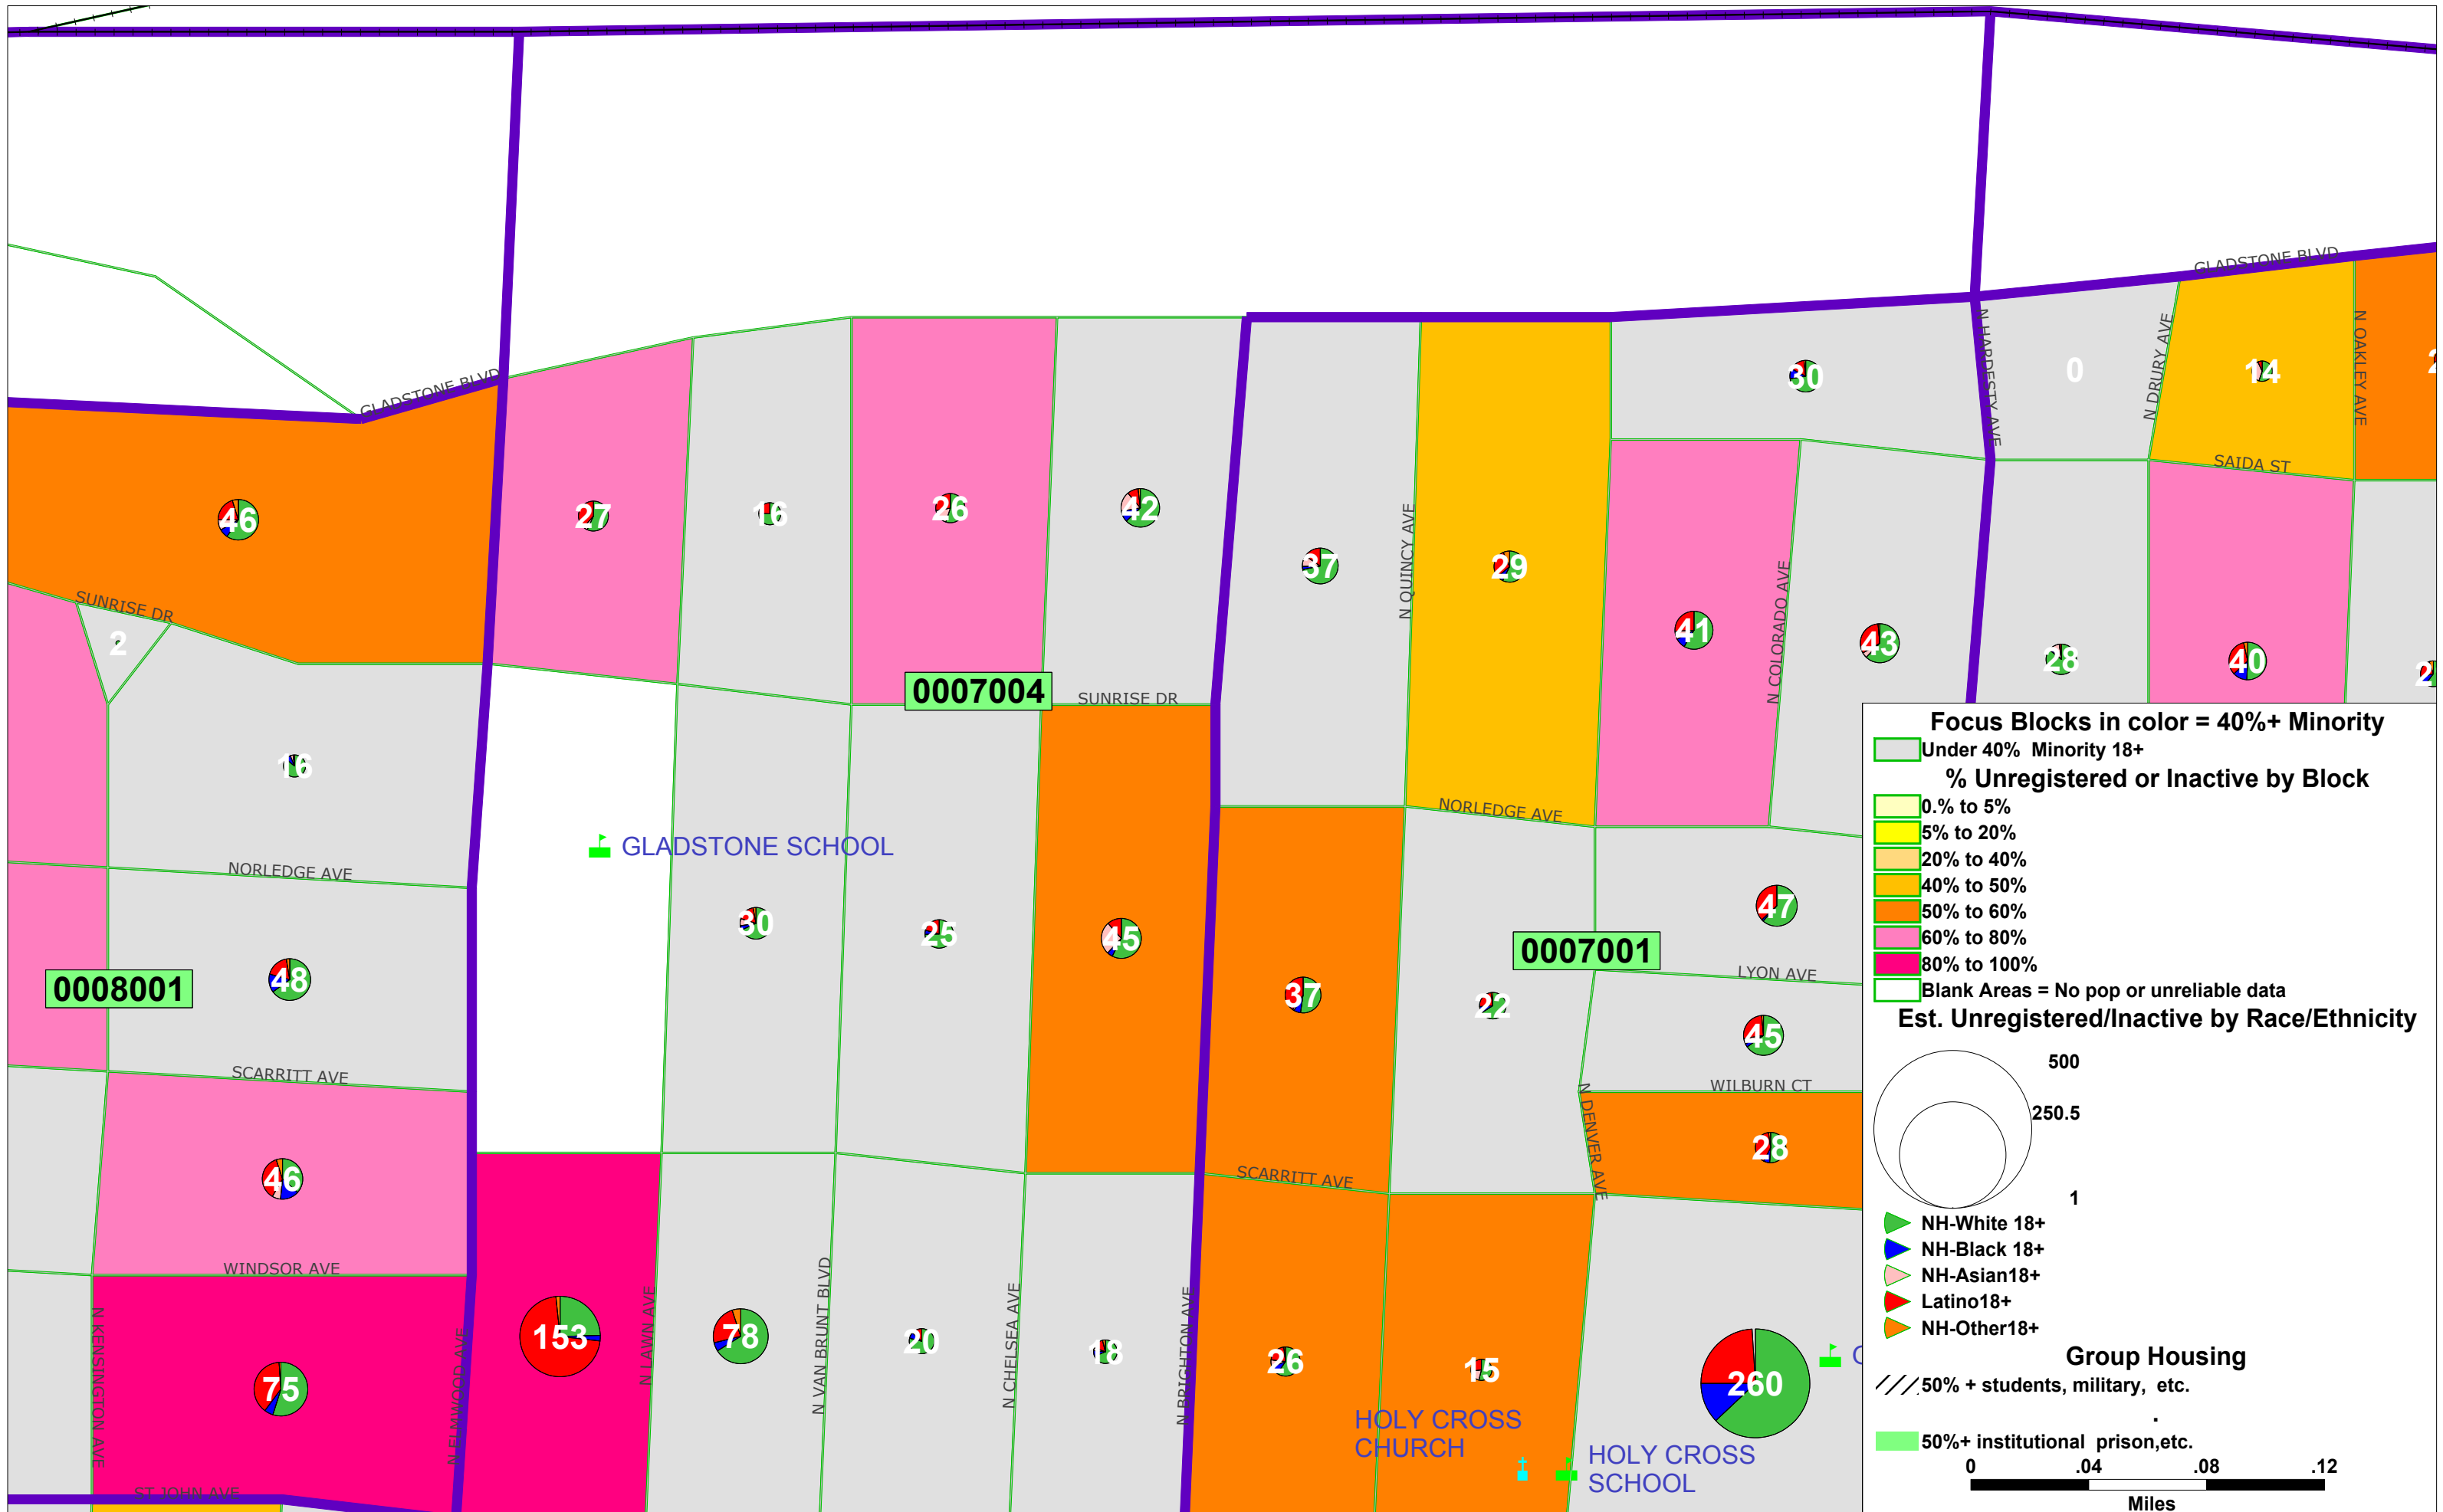 GLADSTONE BLVD
N HARDESTY AVE
N DRURY AVE
N OAKLEY AVE
0
14
30
GLADSTONE BLVD
SAIDA ST
46
27
16
26
42
37
N QUINCY AVE
29
41
N COLORADO AVE
43
28
40
SUNRISE DR
2
0007004
SUNRISE DR
16
GLADSTONE SCHOOL
NORLEDGE AVE
NORLEDGE AVE
30
25
45
47
0007001
LYON AVE
48
0008001
37
22
45
SCARRITT AVE
WILBURN CT
N DENVER AVE
28
46
SCARRITT AVE
WINDSOR AVE
N KENSINGTON AVE
N ELMWOOD AVE
N LAWN AVE
N VAN BRUNT BLVD
N CHELSEA AVE
N BRIGHTON AVE
153
78
20
18
26
15
260
75
HOLY CROSS
CHURCH
HOLY CROSS
SCHOOL
ST JOHN AVE
Focus Blocks in color = 40%+ Minority
Under 40% Minority 18+
% Unregistered or Inactive by Block
0.% to 5%
5% to 20%
20% to 40%
40% to 50%
50% to 60%
60% to 80%
80% to 100%
Blank Areas = No pop or unreliable data
Est. Unregistered/Inactive by Race/Ethnicity
500
250.5
1
NH-White 18+
NH-Black 18+
NH-Asian18+
Latino18+
NH-Other18+
Group Housing
50% + students, military, etc.
.
50%+ institutional prison,etc.
0 .04 .08 .12
Miles